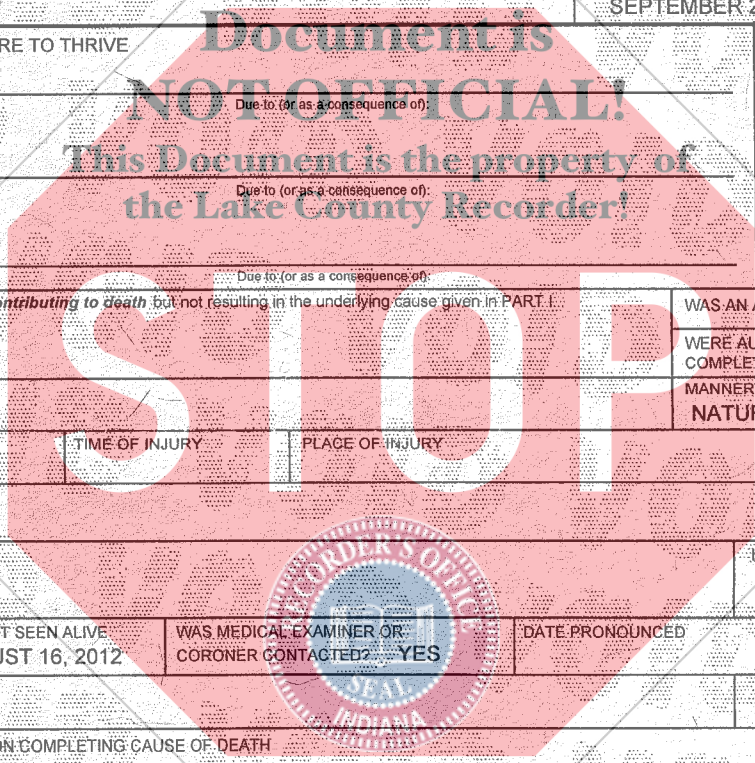 SEPTEMBER 2
Document is
RE TO THRIVE
NOT OFFICIAL!
Due to (or as a consequence of):
This Document is the property of
Due to (or as a consequence of):
the Lake County Recorder!
Due to (or as a consequence of):
ontributing to death but not resulting in the underlying cause given in PART I.
WAS AN A
STOP
WERE AU
COMPLET
MANNER
NATUR
TIME OF INJURY PLACE OF INJURY
RECORDER'S OFFICE
T SEEN ALIVE WAS MEDICAL EXAMINER OR DATE PRONOUNCED
UST 16, 2012 CORONER CONTACTED? YES
SEAL
INDIANA
ON COMPLETING CAUSE OF DEATH